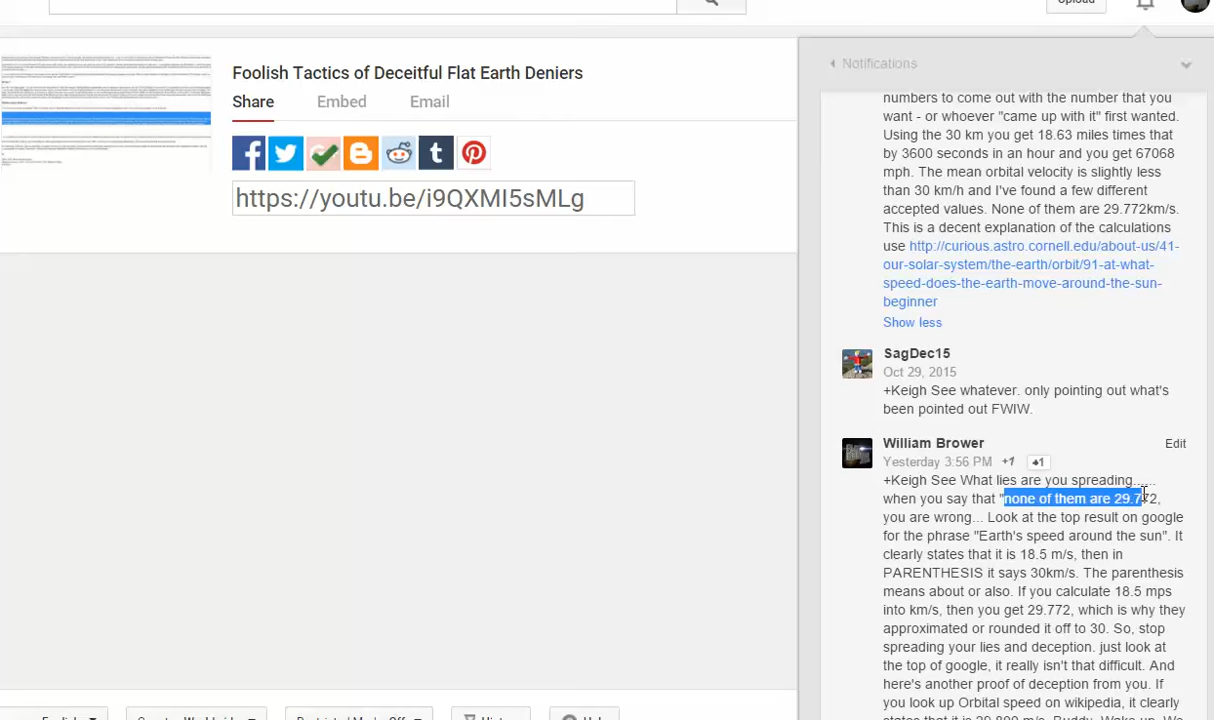 Upload
Foolish Tactics of Deceitful Flat Earth Deniers
Share Embed Email
https://youtu.be/i9QXMI5sMLg
Notifications
numbers to come out with the number that you
want - or whoever "came up with it" first wanted.
Using the 30 km you get 18.63 miles times that
by 3600 seconds in an hour and you get 67068
mph. The mean orbital velocity is slightly less
than 30 km/h and I've found a few different
accepted values. None of them are 29.772km/s.
This is a decent explanation of the calculations
use http://curious.astro.cornell.edu/about-us/41-
our-solar-system/the-earth/orbit/91-at-what-
speed-does-the-earth-move-around-the-sun-
beginner
Show less
SagDec15
Oct 29, 2015
+Keigh See whatever. only pointing out what's
been pointed out FWIW.
William Brower Edit
Yesterday 3:56 PM +1 +1
+Keigh See What lies are you spreading......
when you say that "none of them are 29.772,
you are wrong... Look at the top result on google
for the phrase "Earth's speed around the sun". It
clearly states that it is 18.5 m/s, then in
PARENTHESIS it says 30km/s. The parenthesis
means about or also. If you calculate 18.5 mps
into km/s, then you get 29.772, which is why they
approximated or rounded it off to 30. So, stop
spreading your lies and deception. just look at
the top of google, it really isn't that difficult. And
here's another proof of deception from you. If
you look up Orbital speed on wikipedia, it clearly